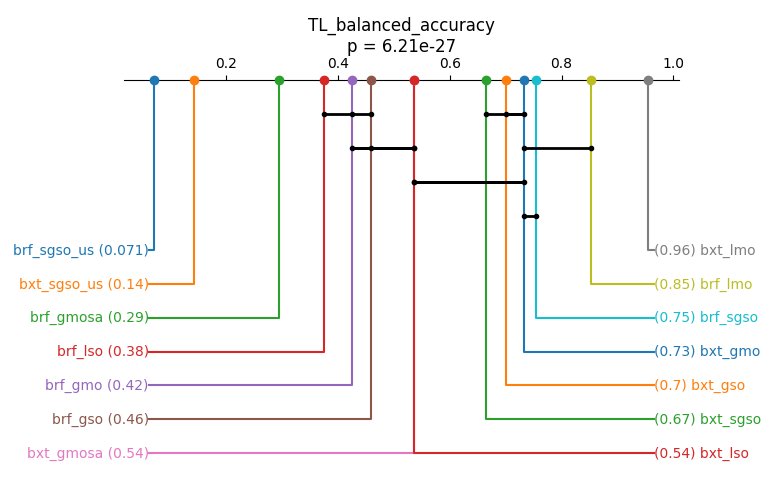 TL_balanced_accuracy
p = 6.21e-27
0.2 0.4 0.6 0.8 1.0
brf_sgso_us (0.071) (0.96) bxt_lmo
bxt_sgso_us (0.14) (0.85) brf_lmo
brf_gmosa (0.29) (0.75) brf_sgso
brf_lso (0.38) (0.73) bxt_gmo
brf_gmo (0.42) (0.7) bxt_gso
brf_gso (0.46) (0.67) bxt_sgso
bxt_gmosa (0.54) (0.54) bxt_lso